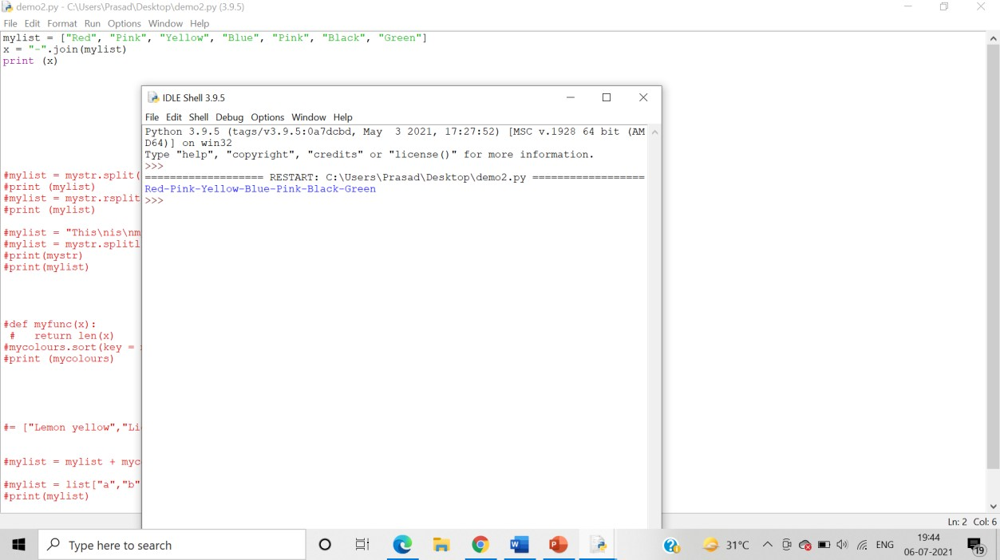 demo2.py - C:\Users\Prasad\Desktop\demo2.py (3.9.5)
File Edit Format Run Options Window Help
mylist = ["Red", "Pink", "Yellow", "Blue", "Pink", "Black", "Green"]
x = "-".join(mylist)
print (x)
IDLE Shell 3.9.5
File Edit Shell Debug Options Window Help
Python 3.9.5 (tags/v3.9.5:0a7dcbd, May  3 2021, 17:27:52) [MSC v.1928 64 bit (AM
D64)] on win32
Type "help", "copyright", "credits" or "license()" for more information.
>>>
=================== RESTART: C:\Users\Prasad\Desktop\demo2.py ==================
Red-Pink-Yellow-Blue-Pink-Black-Green
>>>
#mylist = mystr.split(
#print (mylist)
#mylist = mystr.rsplit
#print (mylist)
#mylist = "This\nis\nm
#mylist = mystr.splitl
#print(mystr)
#print(mylist)
#def myfunc(x):
#   return len(x)
#mycolours.sort(key =
#print (mycolours)
#= ["Lemon yellow","Li
#mylist = mylist + myc
#mylist = list["a","b"
#print(mylist)
Ln: 2 Col: 6
Type here to search
31°C
ENG
19:44
06-07-2021
19